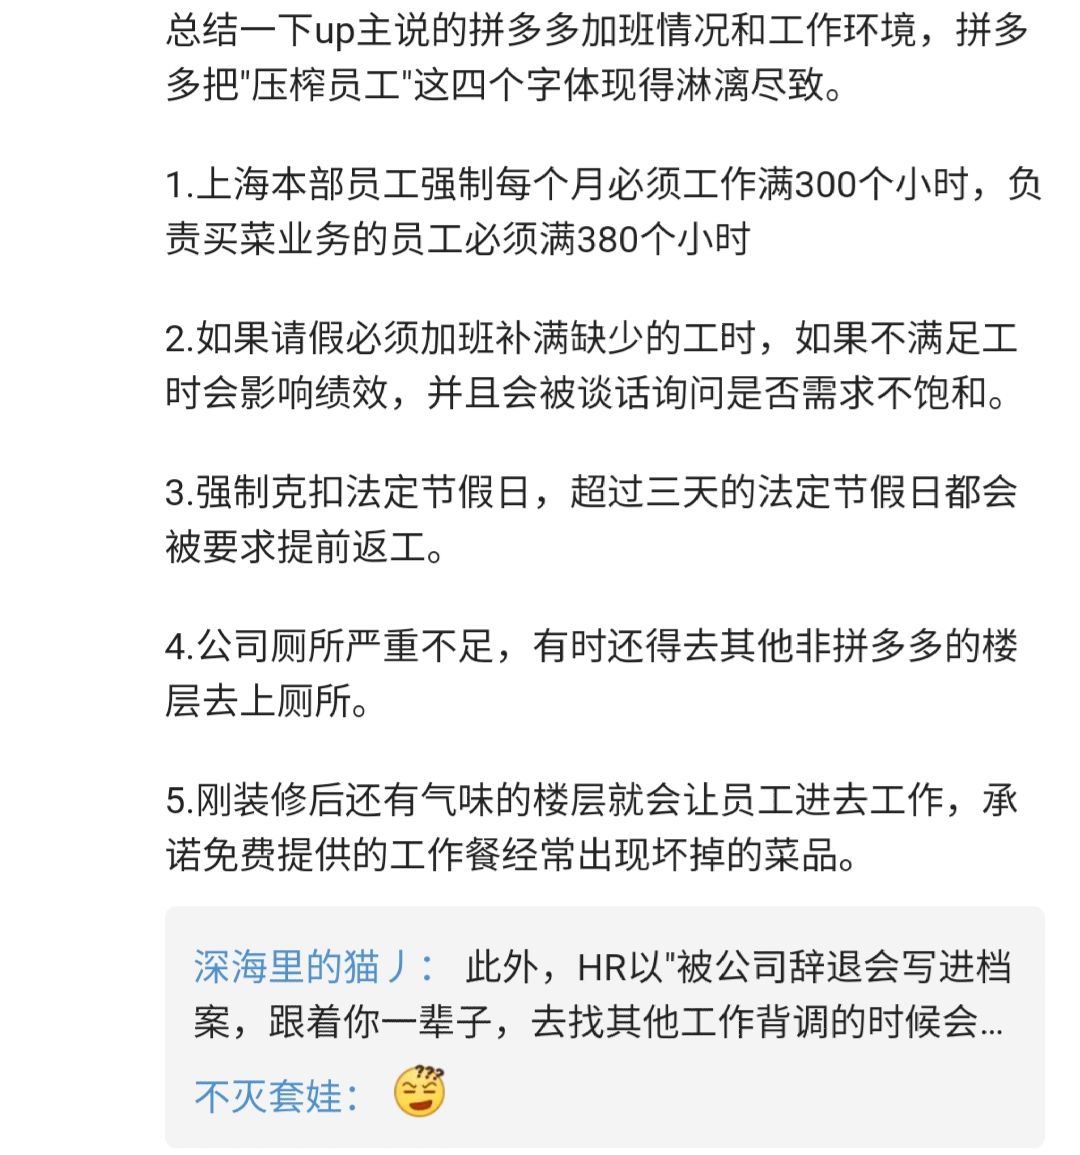 总结一下up主说的拼多多加班情况和工作环境，拼多
多把"压榨员工"这四个字体现得淋漓尽致。
1.上海本部员工强制每个月必须工作满300个小时，负
责买菜业务的员工必须满380个小时
2.如果请假必须加班补满缺少的工时，如果不满足工
时会影响绩效，并且会被谈话询问是否需求不饱和。
3.强制克扣法定节假日，超过三天的法定节假日都会
被要求提前返工。
4.公司厕所严重不足，有时还得去其他非拼多多的楼
层去上厕所。
5.刚装修后还有气味的楼层就会让员工进去工作，承
诺免费提供的工作餐经常出现坏掉的菜品。
深海里的猫丿： 此外，HR以"被公司辞退会写进档
案，跟着你一辈子，去找其他工作背调的时候会...
不灭套娃： ???